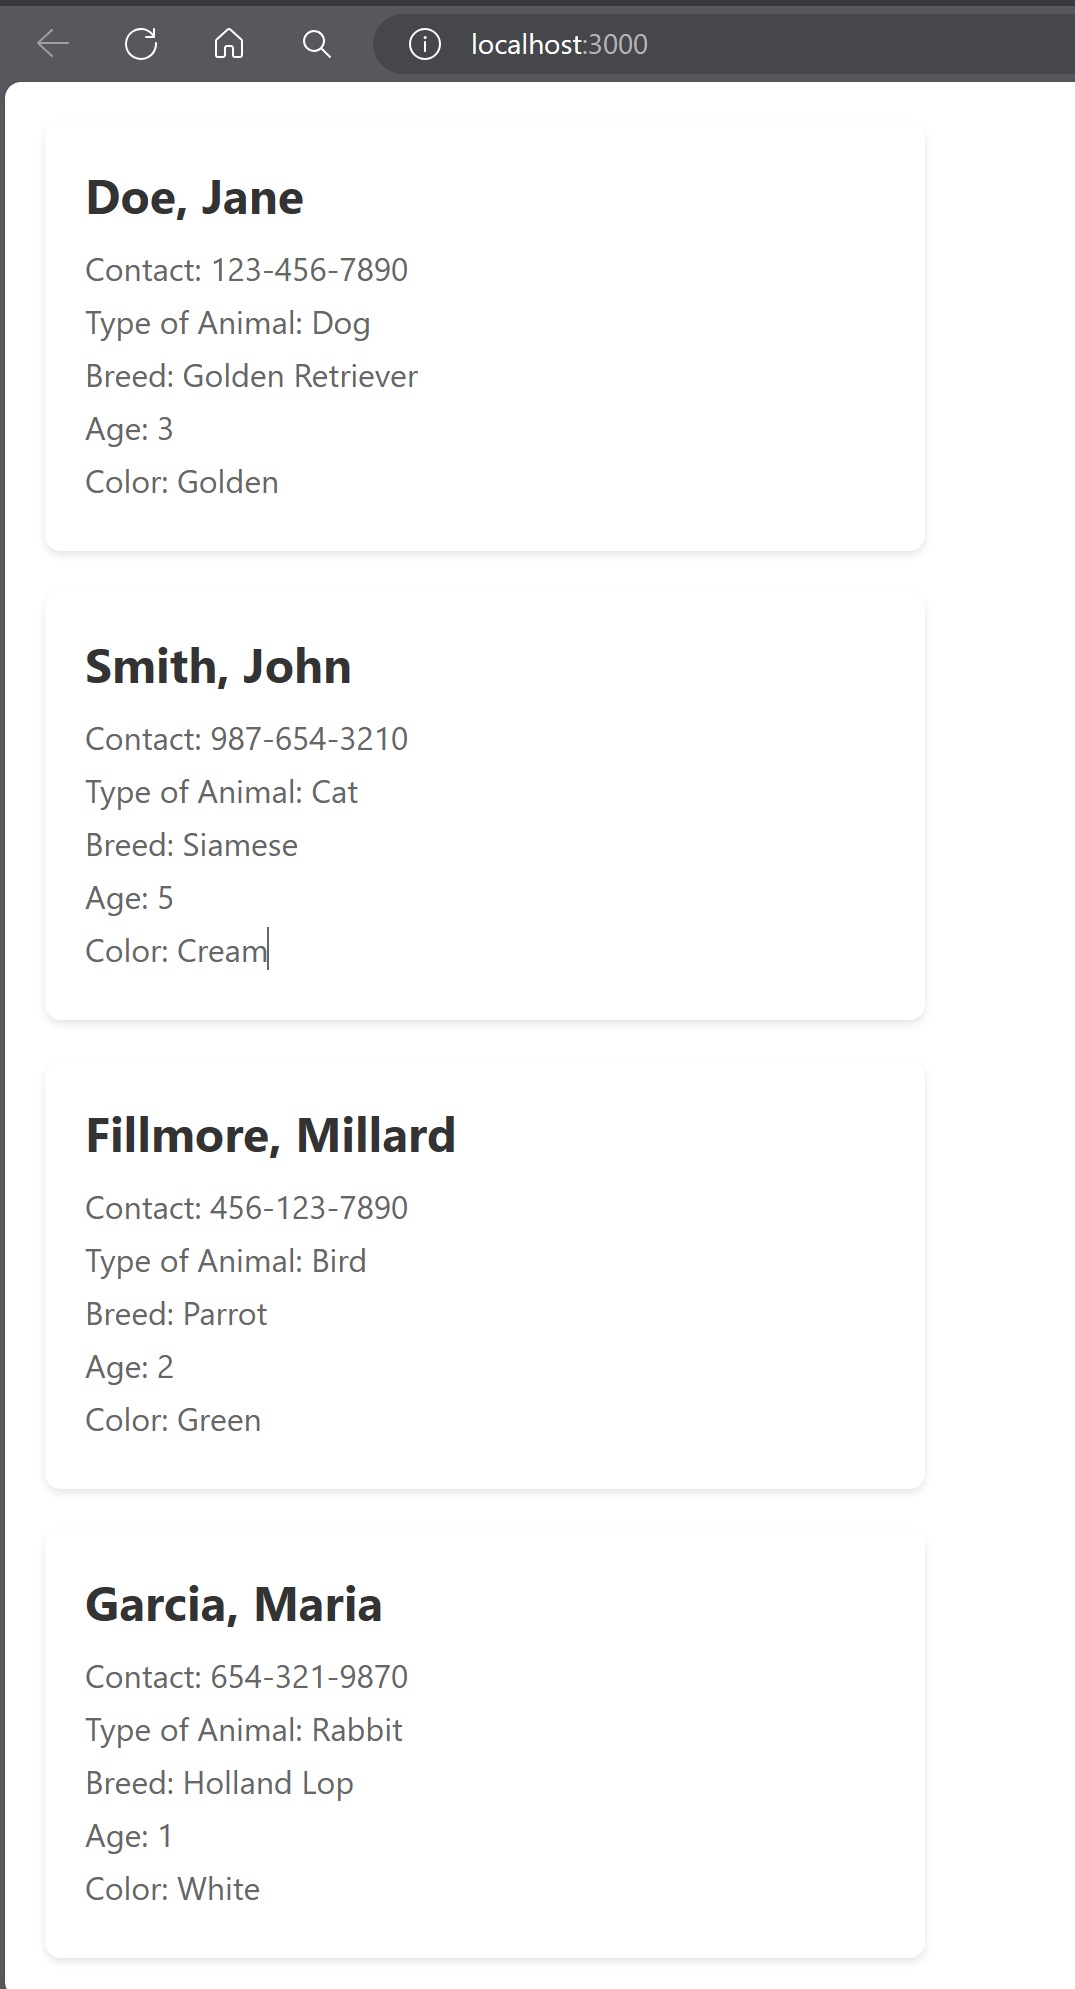 localhost:3000
Doe, Jane
Contact: 123-456-7890
Type of Animal: Dog
Breed: Golden Retriever
Age: 3
Color: Golden
Smith, John
Contact: 987-654-3210
Type of Animal: Cat
Breed: Siamese
Age: 5
Color: Cream
Fillmore, Millard
Contact: 456-123-7890
Type of Animal: Bird
Breed: Parrot
Age: 2
Color: Green
Garcia, Maria
Contact: 654-321-9870
Type of Animal: Rabbit
Breed: Holland Lop
Age: 1
Color: White